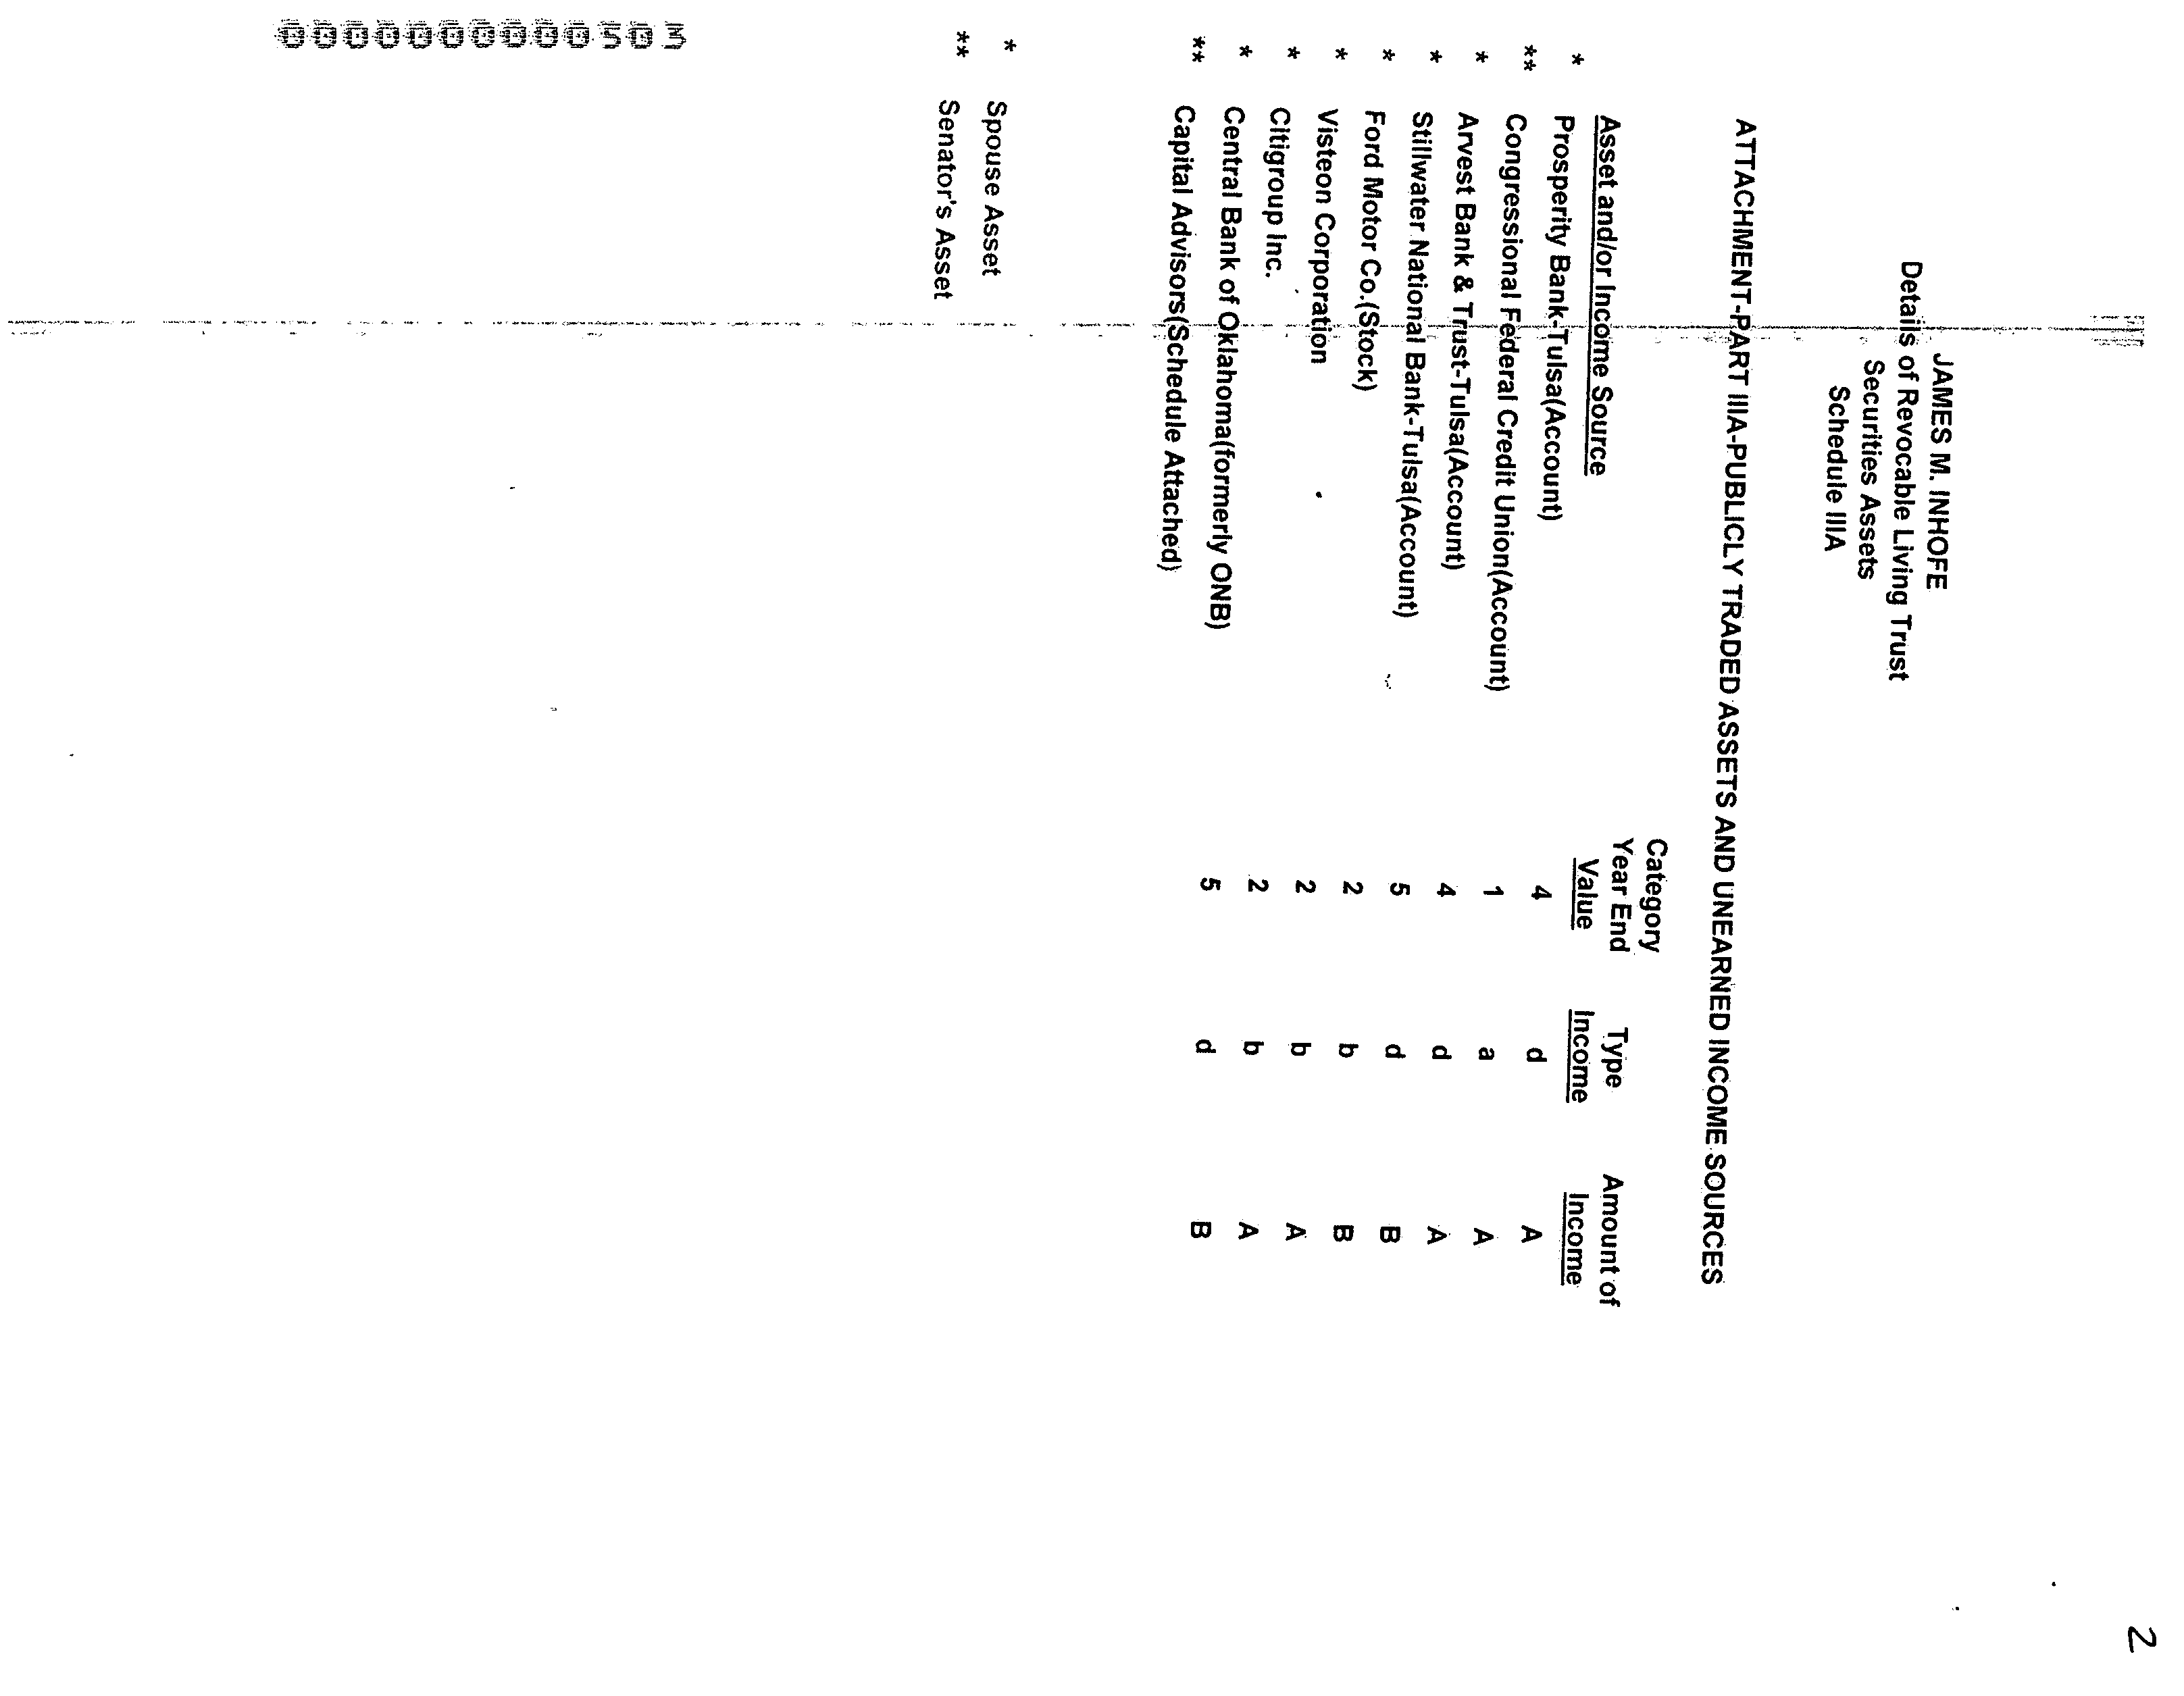 2
JAMES M. INHOFE
Details of Revocable Living Trust
Securities Assets
Schedule IIIA
ATTACHMENT-PART IIIA-PUBLICLY TRADED ASSETS AND UNEARNED INCOME SOURCES
Category
Year End Type Amount of
Asset and/or Income Source Value Income Income
* Prosperity Bank-Tulsa(Account) 4 d A
** Congressional Federal Credit Union(Account) 1 a A
* Arvest Bank & Trust-Tulsa(Account) 4 d A
* Stillwater National Bank-Tulsa(Account) 5 d B
* Ford Motor Co.(Stock) 2 b B
* Visteon Corporation 2 b A
* Citigroup Inc. 2 b A
* Central Bank of Oklahoma(formerly ONB) 5 d B
** Capital Advisors(Schedule Attached)
* Spouse Asset
** Senator's Asset
0000000000503